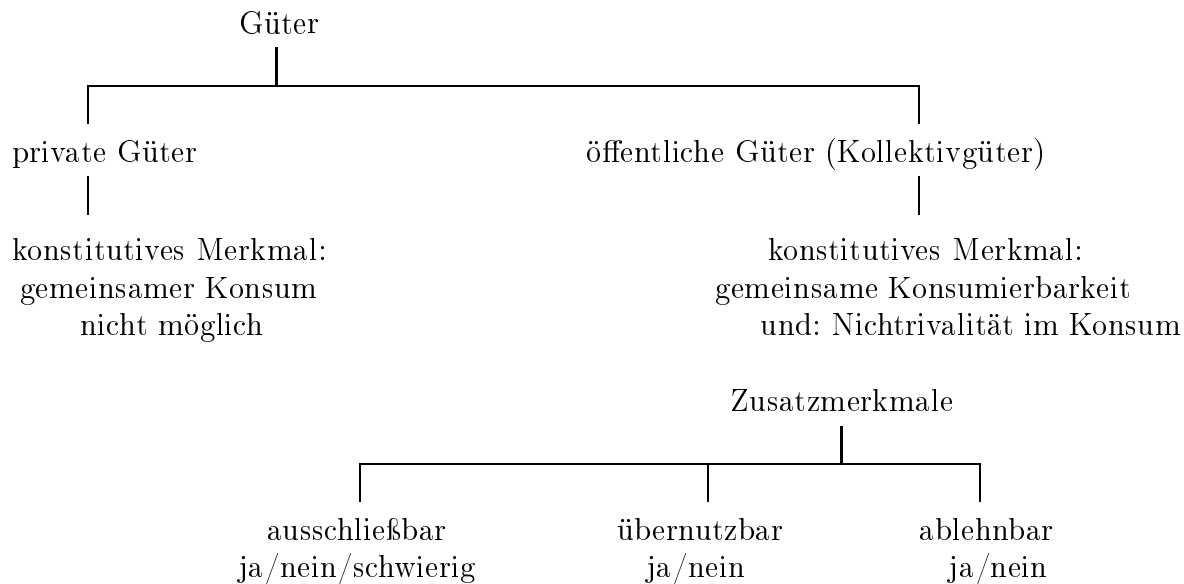 Güter
private Güter
öffentliche Güter (Kollektivgüter)
konstitutives Merkmal:
gemeinsamer Konsum
nicht möglich
konstitutives Merkmal:
gemeinsame Konsumierbarkeit
und: Nichtrivalität im Konsum
Zusatzmerkmale
ausschließbar
ja/nein/schwierig
übernutzbar
ja/nein
ablehnbar
ja/nein